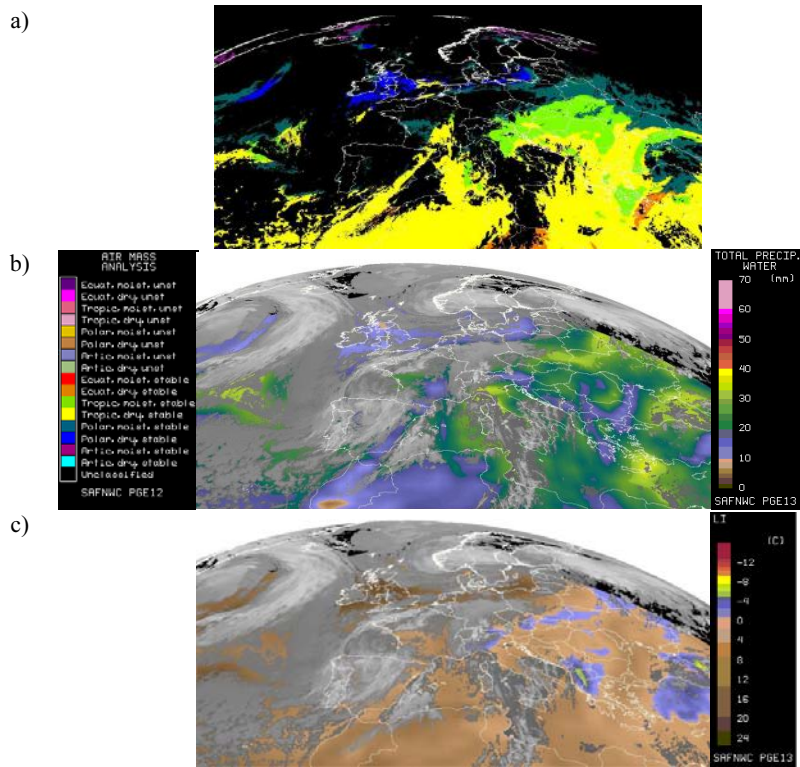 a)
b)
AIR MASS
ANALYSIS
Equat.moist.unst
Equat.dry.unst
Tropic.moist.unst
Tropic.dry.unst
Polar.moist.unst
Polar.dry.unst
Artic.moist.unst
Artic.dry.unst
Equat.moist.stable
Equat.dry.stable
Tropic.moist.stable
Tropic.dry.stable
Polar.moist.stable
Polar.dry.stable
Artic.moist.stable
Artic.dry.stable
Unclassified
SAFNWC PGE12
TOTAL PRECIP.
WATER
70 (mm)
60
50
40
30
20
10
0
SAFNWC PGE13
c)
LI
(C)
-12
-8
-4
0
4
8
12
16
20
24
SAFNWC PGE13